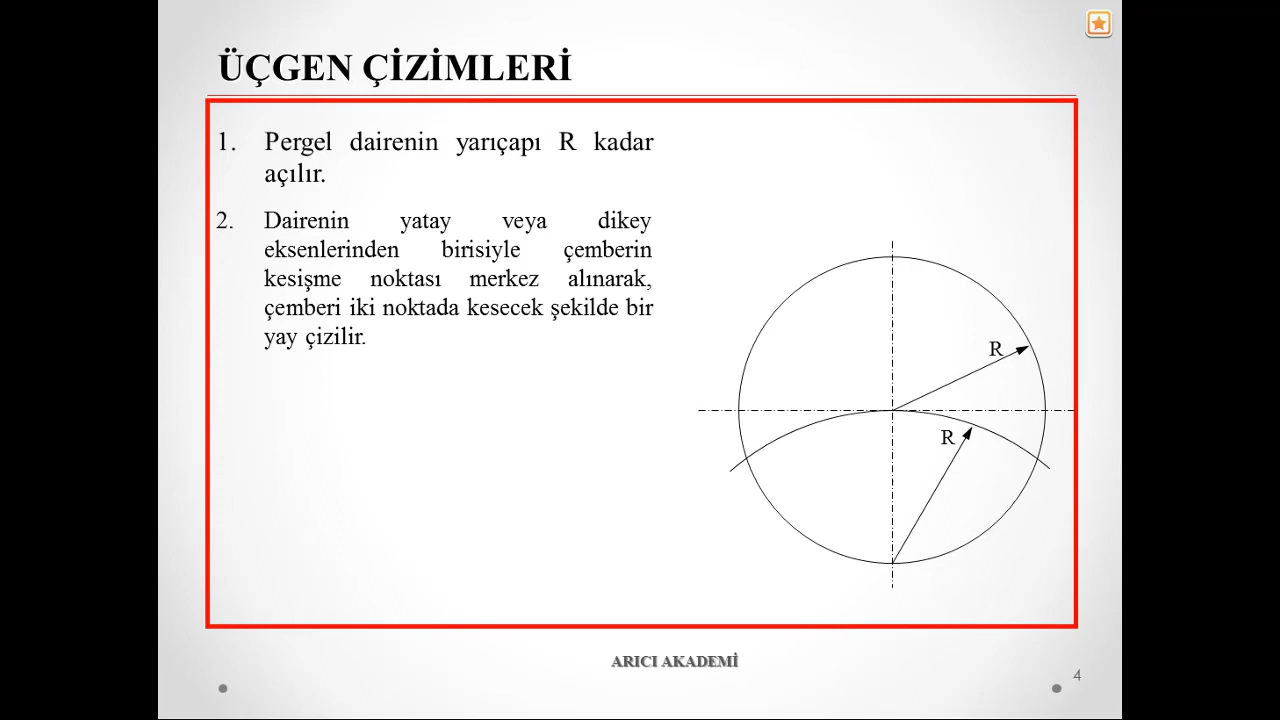 ÜÇGEN ÇİZİMLERİ
1. Pergel dairenin yarıçapı R kadar
açılır.
2. Dairenin yatay veya dikey
eksenlerinden birisiyle çemberin
kesişme noktası merkez alınarak,
çemberi iki noktada kesecek şekilde bir
yay çizilir.
R
R
ARICI AKADEMİ
4